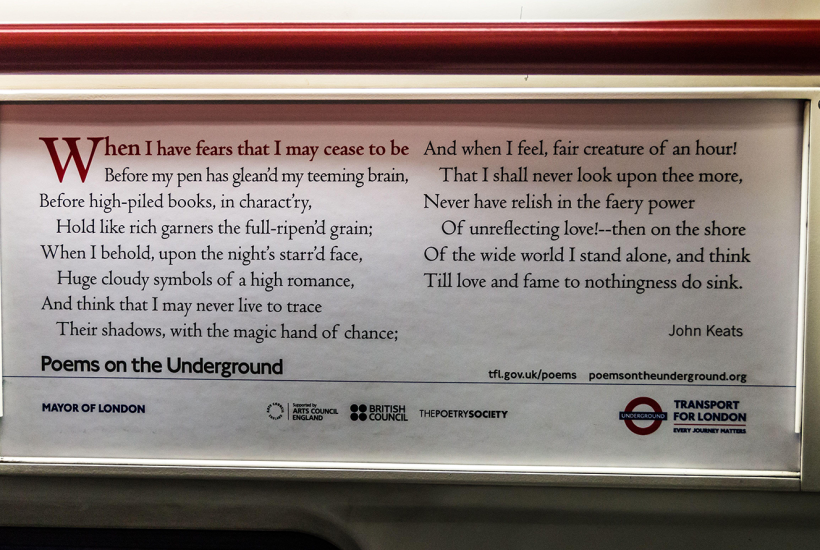 When I have fears that I may cease to be
Before my pen has glean'd my teeming brain,
Before high-piled books, in charact'ry,
Hold like rich garners the full-ripen'd grain;
When I behold, upon the night's starr'd face,
Huge cloudy symbols of a high romance,
And think that I may never live to trace
Their shadows, with the magic hand of chance;
And when I feel, fair creature of an hour!
That I shall never look upon thee more,
Never have relish in the faery power
Of unreflecting love!--then on the shore
Of the wide world I stand alone, and think
Till love and fame to nothingness do sink.
John Keats
Poems on the Underground
tfl.gov.uk/poems poemsontheunderground.org
MAYOR OF LONDON
Supported by
ARTS COUNCIL
ENGLAND
BRITISH
COUNCIL
THEPOETRYSOCIETY
UNDERGROUND
TRANSPORT
FOR LONDON
EVERY JOURNEY MATTERS